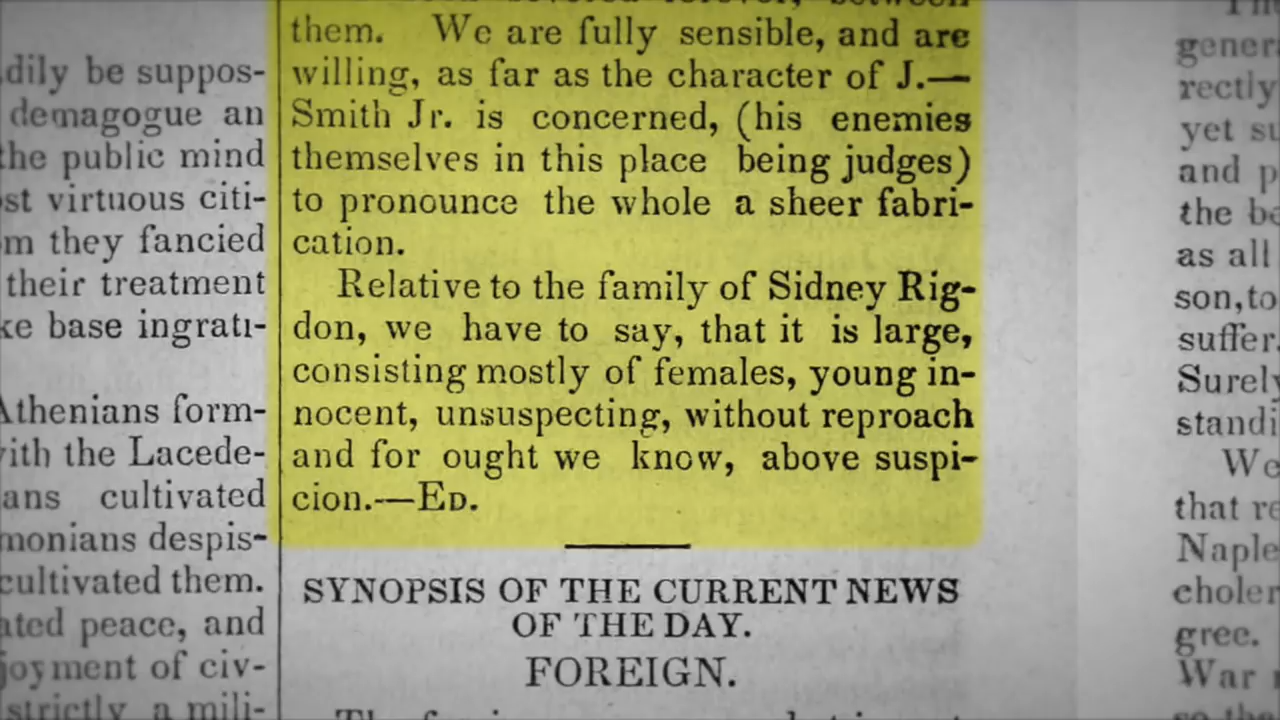 dily be suppos-
demagogue an
the public mind
st virtuous citi-
m they fancied
their treatment
ke base ingrati-
Athenians form-
with the Lacede-
ans cultivated
monians despis-
cultivated them.
ated peace, and
joyment of civ-
strictly a mili-
them. We are fully sensible, and are
willing, as far as the character of J.—
Smith Jr. is concerned, (his enemies
themselves in this place being judges)
to pronounce the whole a sheer fabri-
cation.
Relative to the family of Sidney Rig-
don, we have to say, that it is large,
consisting mostly of females, young in-
nocent, unsuspecting, without reproach
and for ought we know, above suspi-
cion.—ED.
SYNOPSIS OF THE CURRENT NEWS
OF THE DAY.
FOREIGN.
gener
rectly
yet su
and p
the be
as all
son,to
suffer.
Surely
standi
We
that re
Naple
choler
gree.
War